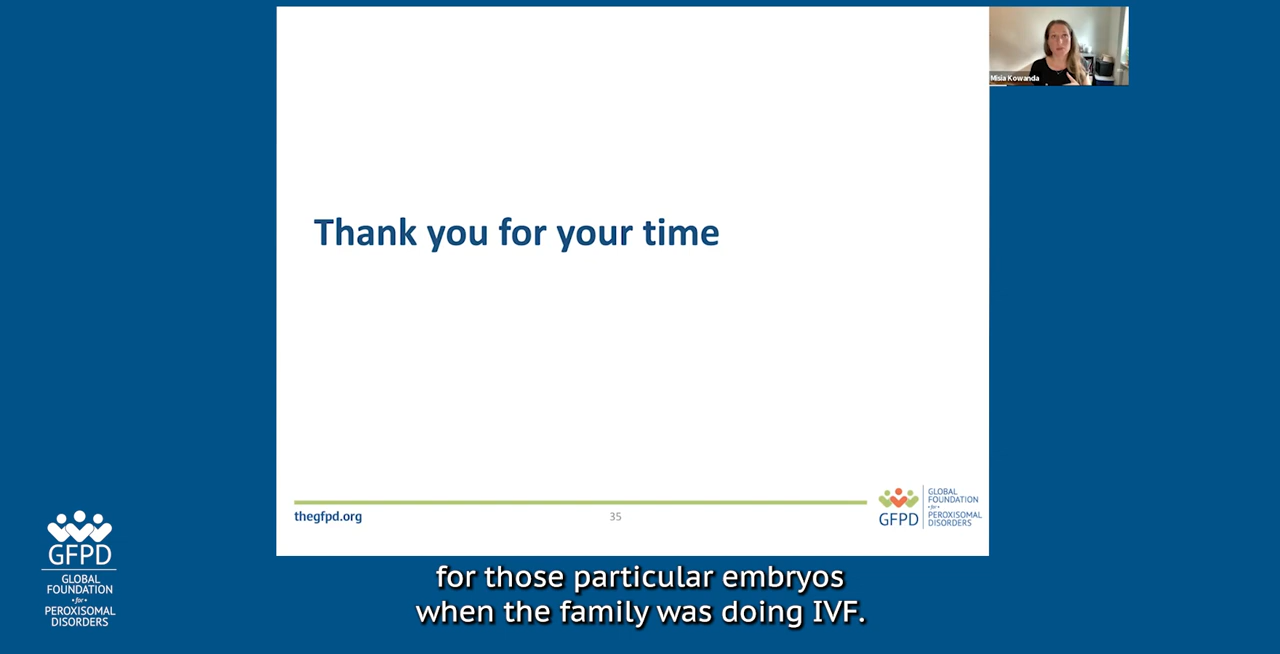 Misia Kowanda
Thank you for your time
thegfpd.org
35
GFPD
GLOBAL
FOUNDATION
•for•
PEROXISOMAL
DISORDERS
GFPD
GLOBAL
FOUNDATION
•for•
PEROXISOMAL
DISORDERS
for those particular embryos
when the family was doing IVF.